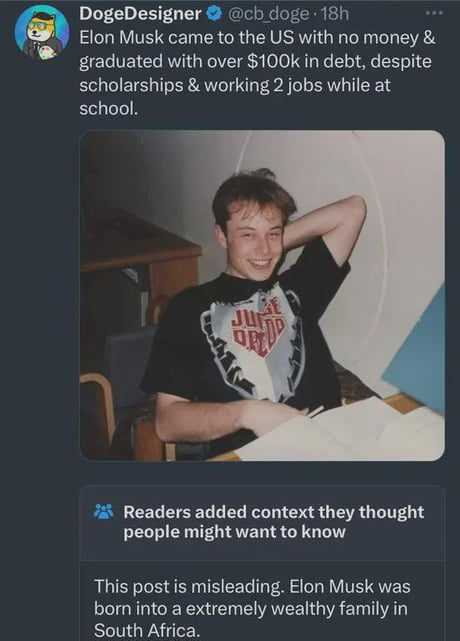 DogeDesigner @cb_doge · 18h
Elon Musk came to the US with no money &
graduated with over $100k in debt, despite
scholarships & working 2 jobs while at
school.
JUDGE
DREDD
Readers added context they thought
people might want to know
This post is misleading. Elon Musk was
born into a extremely wealthy family in
South Africa.